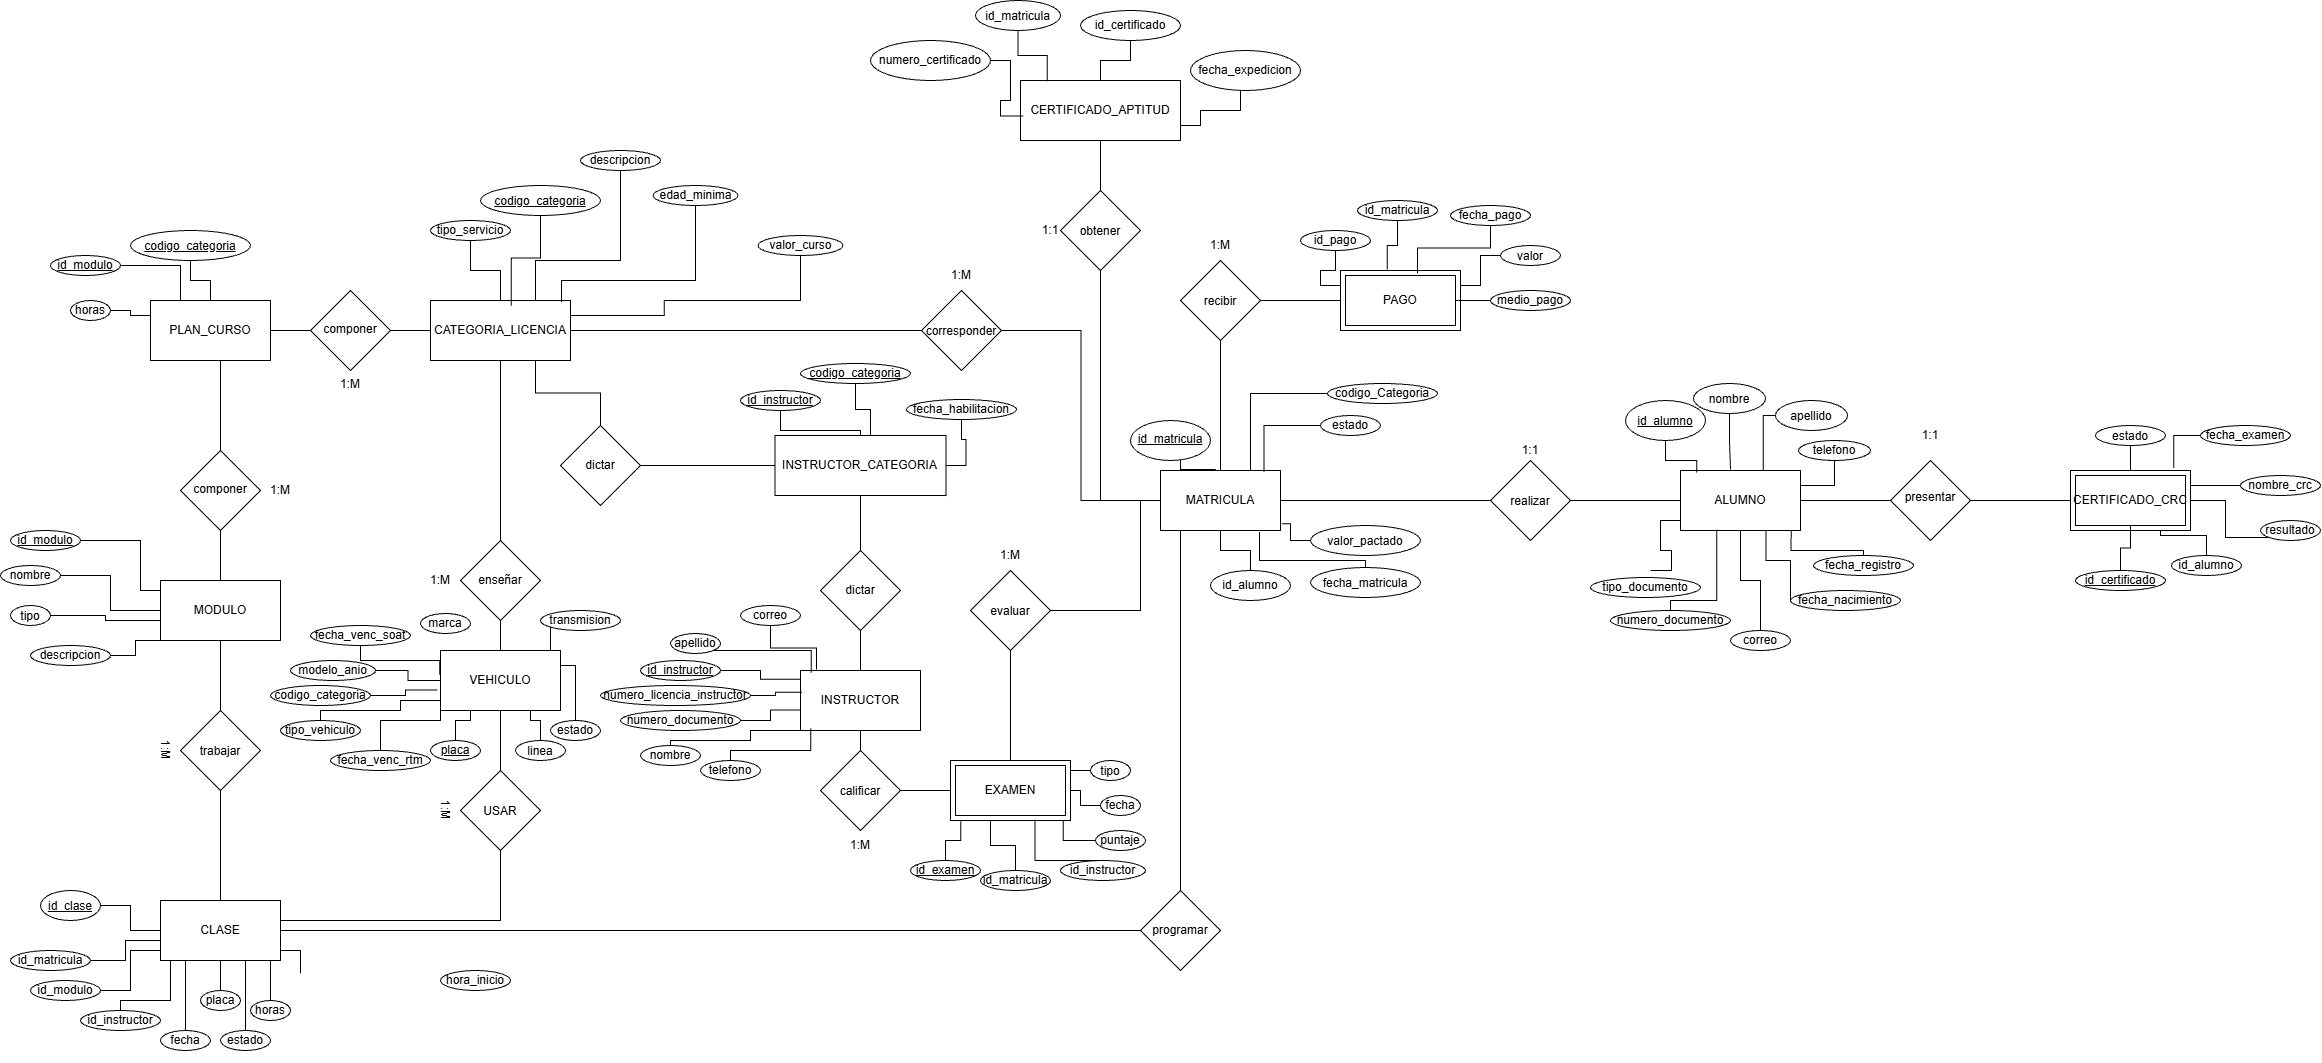 id_matricula
id_certificado
numero_certificado
fecha_expedicion
CERTIFICADO_APTITUD
1:1
obtener
descripcion
codigo_categoria
edad_minima
tipo_servicio
valor_curso
codigo_categoria
id_modulo
horas
PLAN_CURSO
componer
1:M
CATEGORIA_LICENCIA
1:M
corresponder
1:M
recibir
id_pago
id_matricula
fecha_pago
valor
medio_pago
PAGO
codigo_categoria
id_instructor
fecha_habilitacion
INSTRUCTOR_CATEGORIA
dictar
componer
1:M
codigo_Categoria
estado
id_matricula
MATRICULA
valor_pactado
id_alumno
fecha_matricula
1:1
realizar
id_alumno
nombre
apellido
telefono
ALUMNO
tipo_documento
numero_documento
correo
fecha_nacimiento
fecha_registro
1:1
presentar
estado
fecha_examen
nombre_crc
resultado
CERTIFICADO_CRC
id_certificado
id_alumno
id_modulo
nombre
tipo
descripcion
MODULO
1:M
enseñar
marca
transmision
fecha_venc_soat
modelo_anio
codigo_categoria
tipo_vehiculo
fecha_venc_rtm
placa
linea
estado
VEHICULO
dictar
1:M
evaluar
correo
apellido
id_instructor
numero_licencia_instructor
numero_documento
nombre
telefono
INSTRUCTOR
1:M
trabajar
1:M
USAR
calificar
1:M
EXAMEN
tipo
fecha
puntaje
id_instructor
id_examen
id_matricula
id_clase
CLASE
id_matricula
id_modulo
id_instructor
fecha
placa
estado
horas
hora_inicio
programar